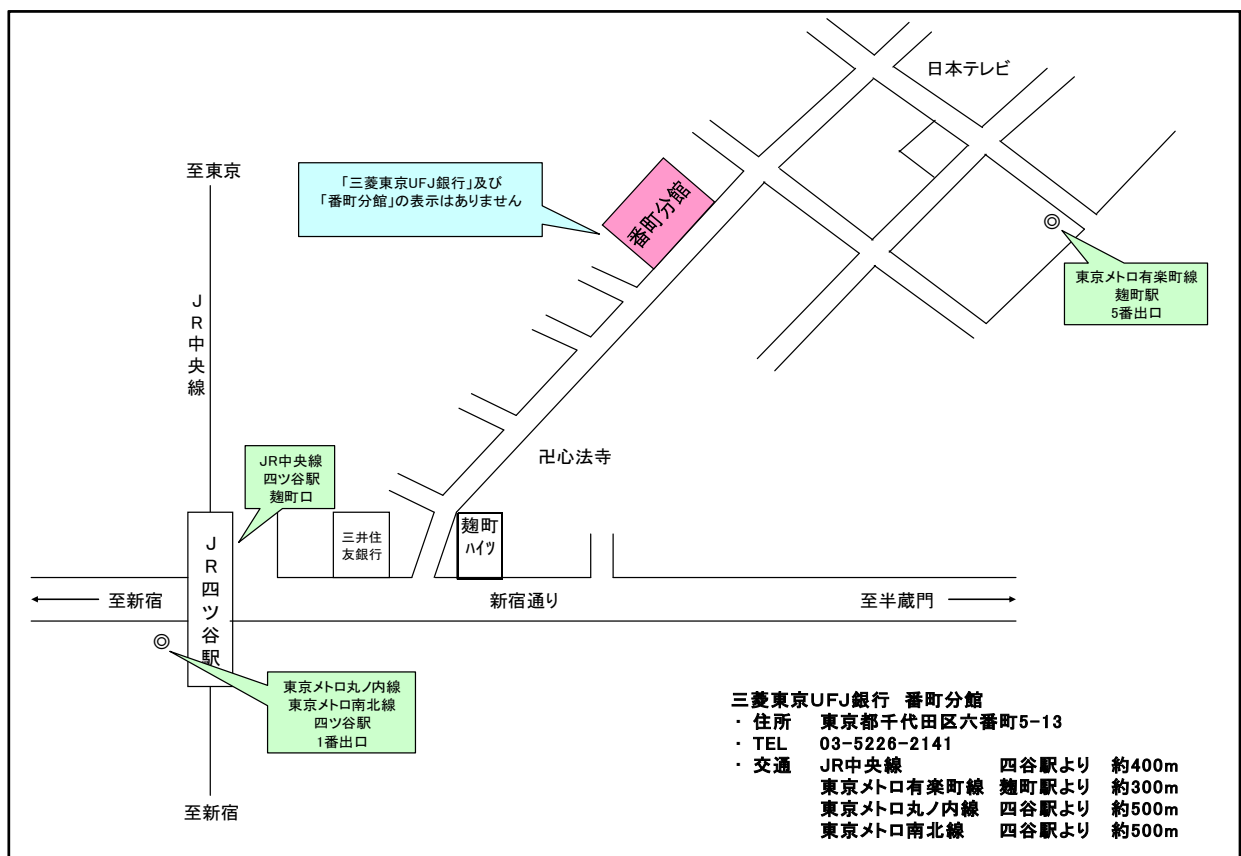 日本テレビ
至東京
「三菱東京UFJ銀行」及び
「番町分館」の表示はありません
番町分館
東京メトロ有楽町線
麹町駅
5番出口
JR中央線
JR中央線
四ツ谷駅
麹町口
卍心法寺
三井住
友銀行
麹町
ハイツ
JR四ツ谷駅
至新宿
新宿通り
至半蔵門
◎
◎
東京メトロ丸ノ内線
東京メトロ南北線
四ツ谷駅
1番出口
至新宿
三菱東京UFJ銀行 番町分館
・ 住所 東京都千代田区六番町5-13
・ TEL 03-5226-2141
・ 交通 JR中央線 四谷駅より 約400m
東京メトロ有楽町線 麹町駅より 約300m
東京メトロ丸ノ内線 四谷駅より 約500m
東京メトロ南北線 四谷駅より 約500m